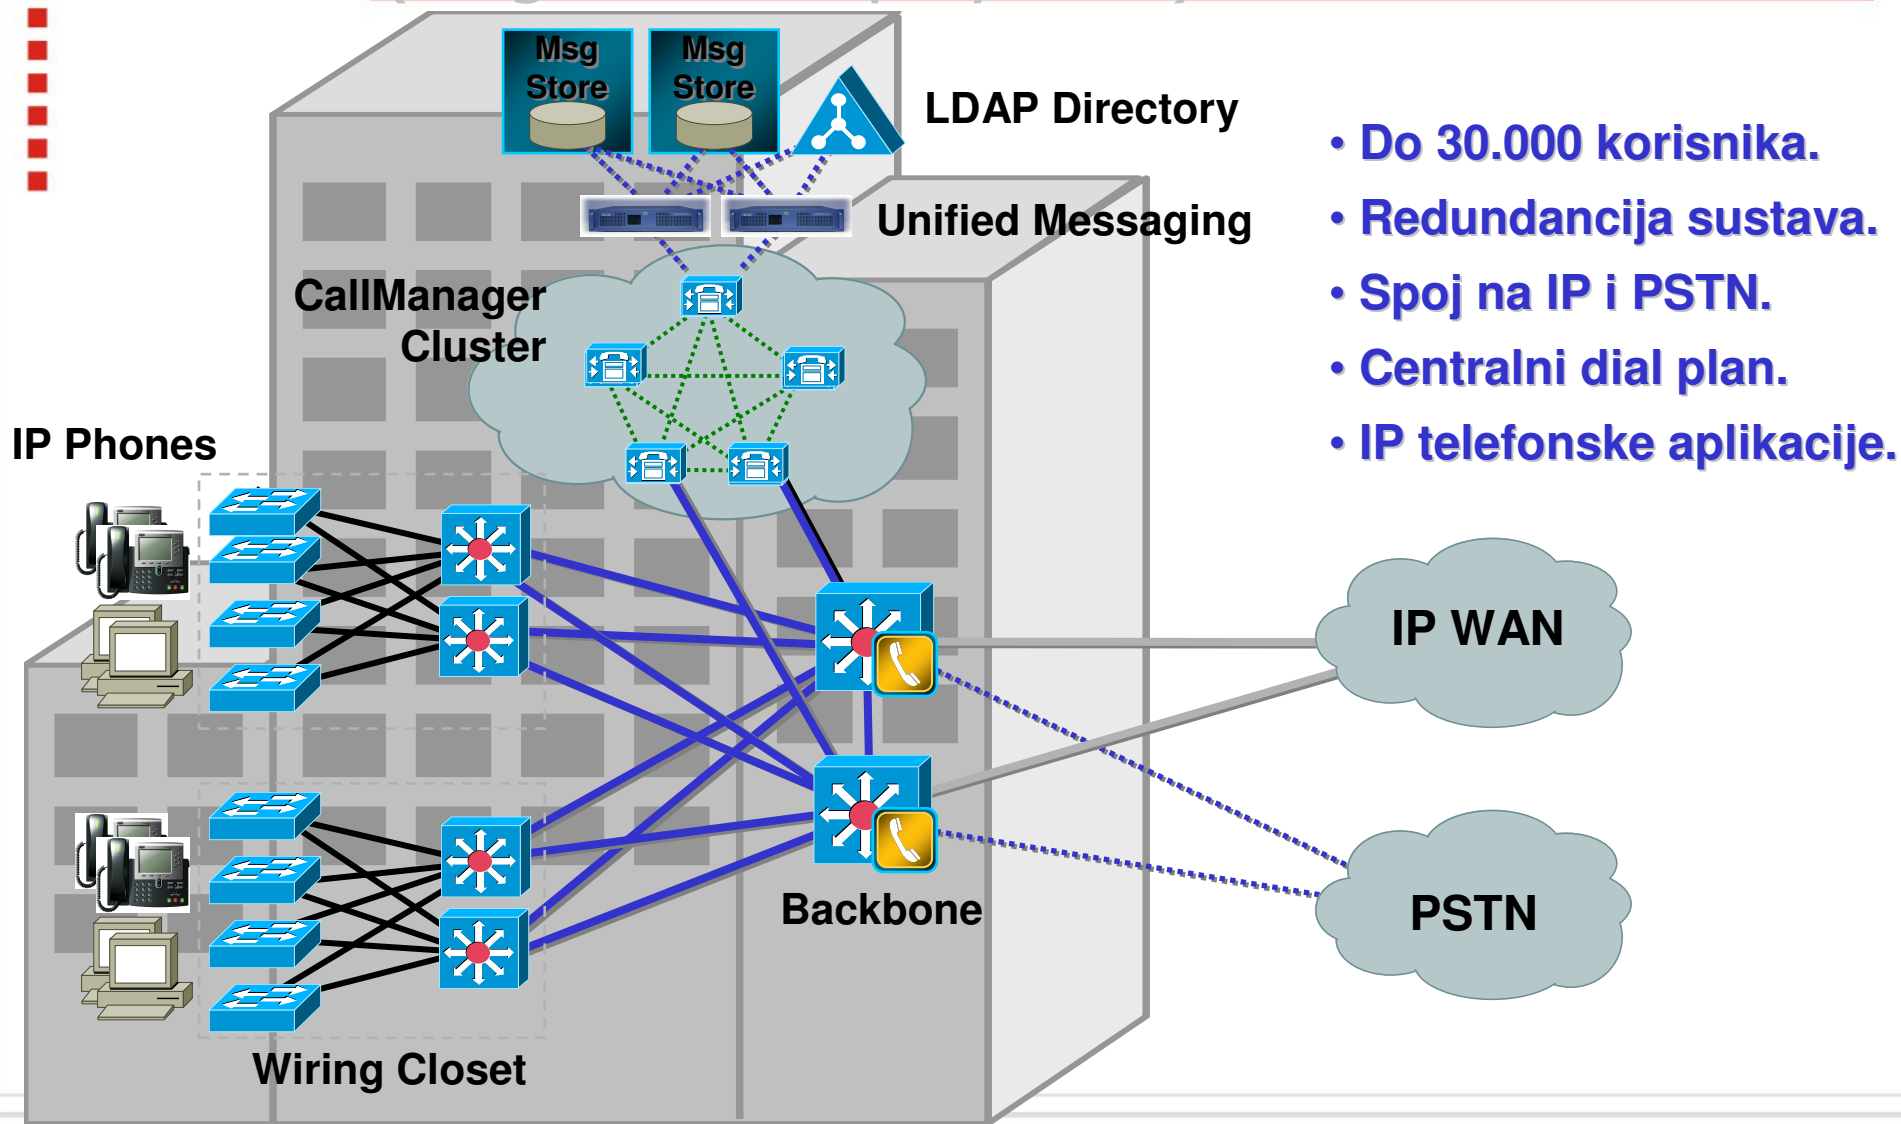 Msg
Store
Msg
Store
LDAP Directory
Unified Messaging
CallManager
Cluster
IP Phones
• Do 30.000 korisnika.
• Redundancija sustava.
• Spoj na IP i PSTN.
• Centralni dial plan.
• IP telefonske aplikacije.
IP WAN
PSTN
Backbone
Wiring Closet